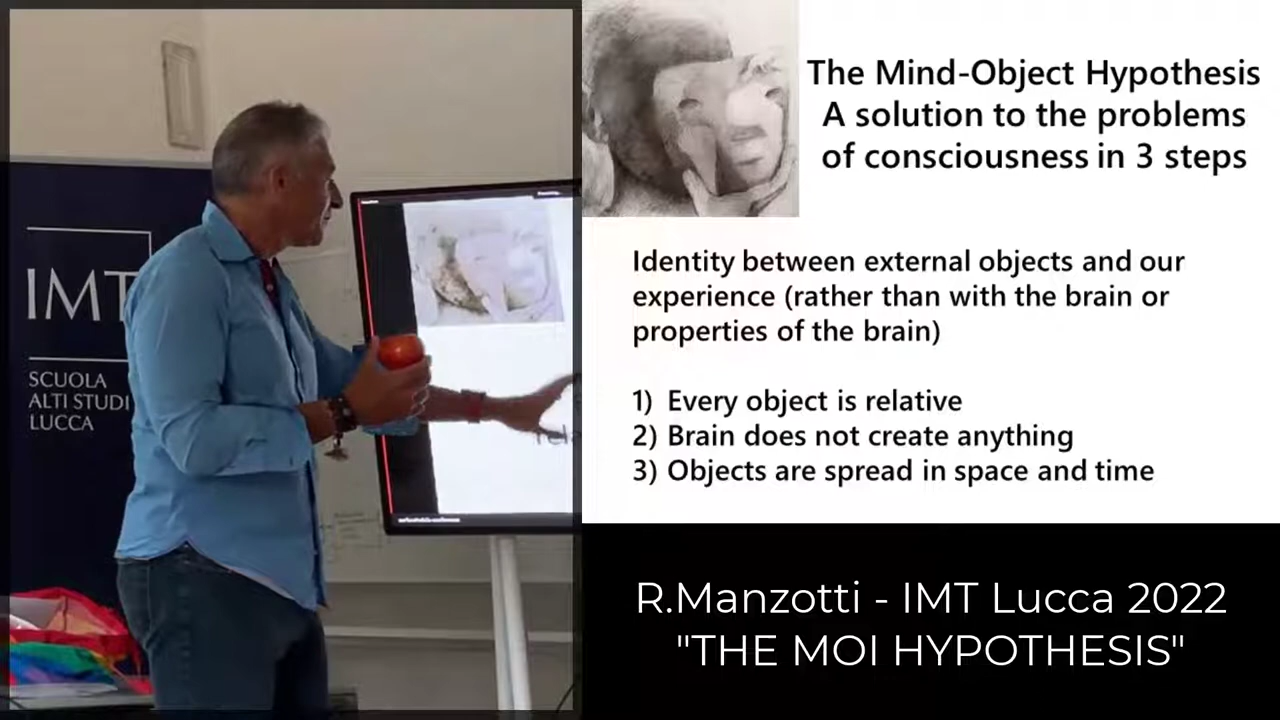 IMT
SCUOLA
ALTI STUDI
LUCCA
The Mind-Object Hypothesis
A solution to the problems
of consciousness in 3 steps
Identity between external objects and our
experience (rather than with the brain or
properties of the brain)
1) Every object is relative
2) Brain does not create anything
3) Objects are spread in space and time
R.Manzotti - IMT Lucca 2022
"THE MOI HYPOTHESIS"